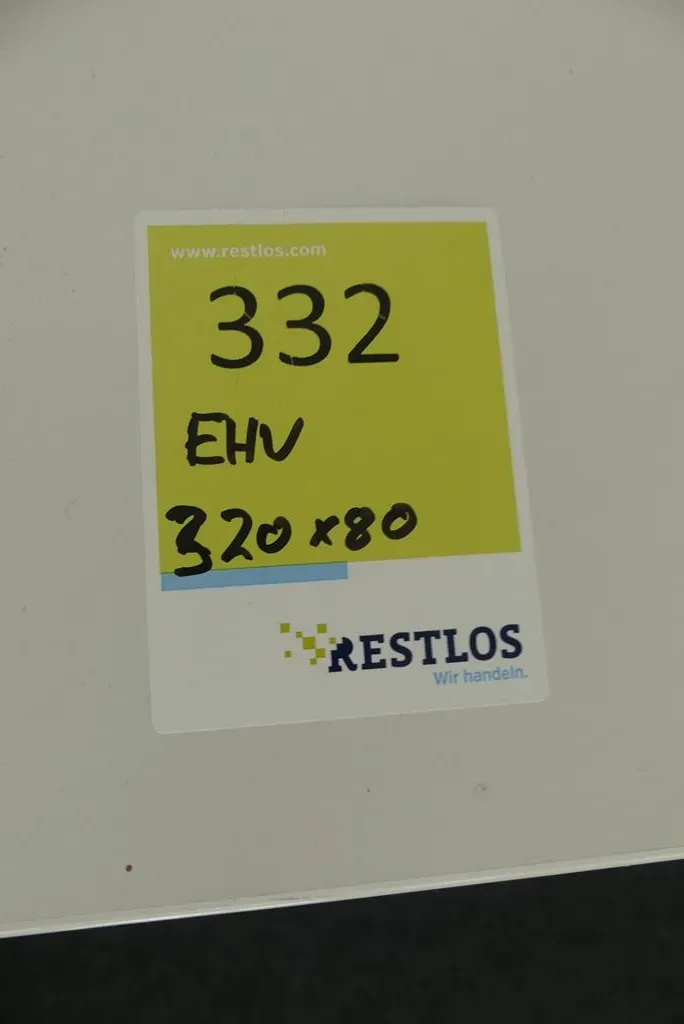 www.restlos.com
332
EHV
320x80
RESTLOS
Wir handeln.